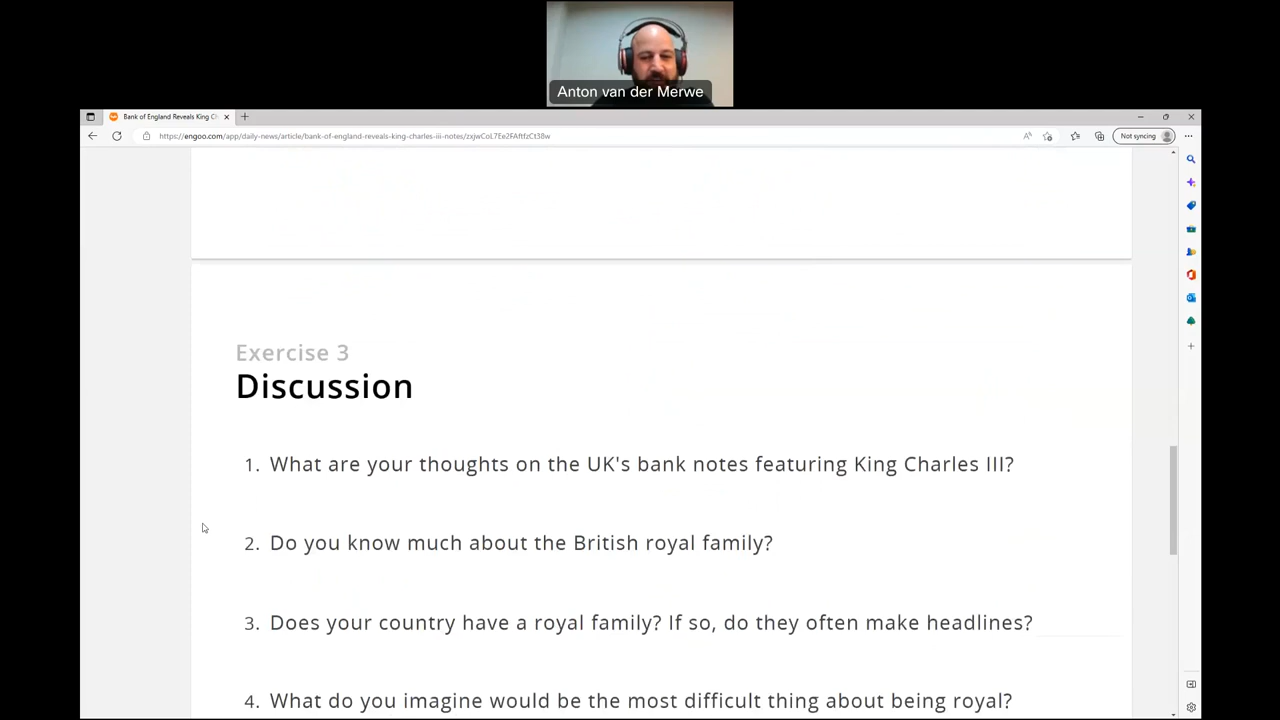 Anton van der Merwe
Bank of England Reveals King Ch
https://engoo.com/app/daily-news/article/bank-of-england-reveals-king-charles-iii-notes/zxjwCoL7Ee2FAftfzCt38w
Not syncing
Exercise 3
Discussion
1. What are your thoughts on the UK's bank notes featuring King Charles III?
2. Do you know much about the British royal family?
3. Does your country have a royal family? If so, do they often make headlines?
4. What do you imagine would be the most difficult thing about being royal?